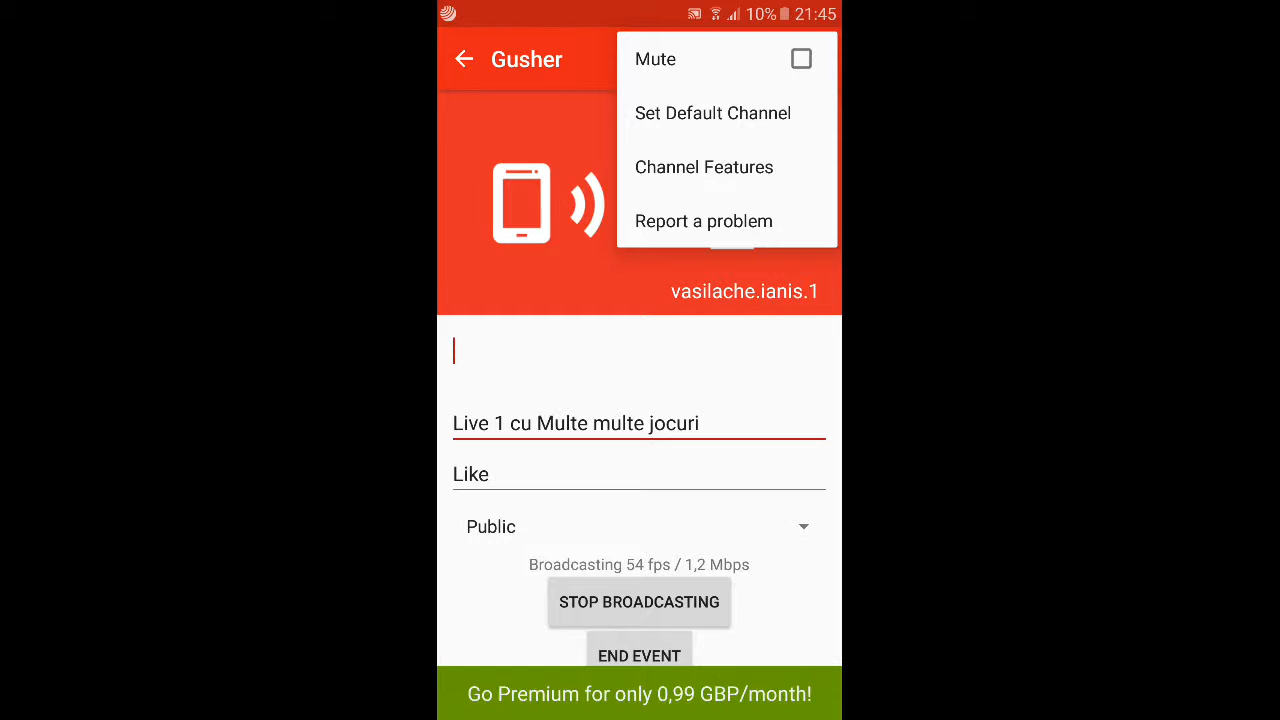 10% 21:45
Gusher
Mute
Set Default Channel
Channel Features
Report a problem
vasilache.ianis.1
Live 1 cu Multe multe jocuri
Like
Public
Broadcasting 54 fps / 1,2 Mbps
STOP BROADCASTING
END EVENT
Go Premium for only 0,99 GBP/month!